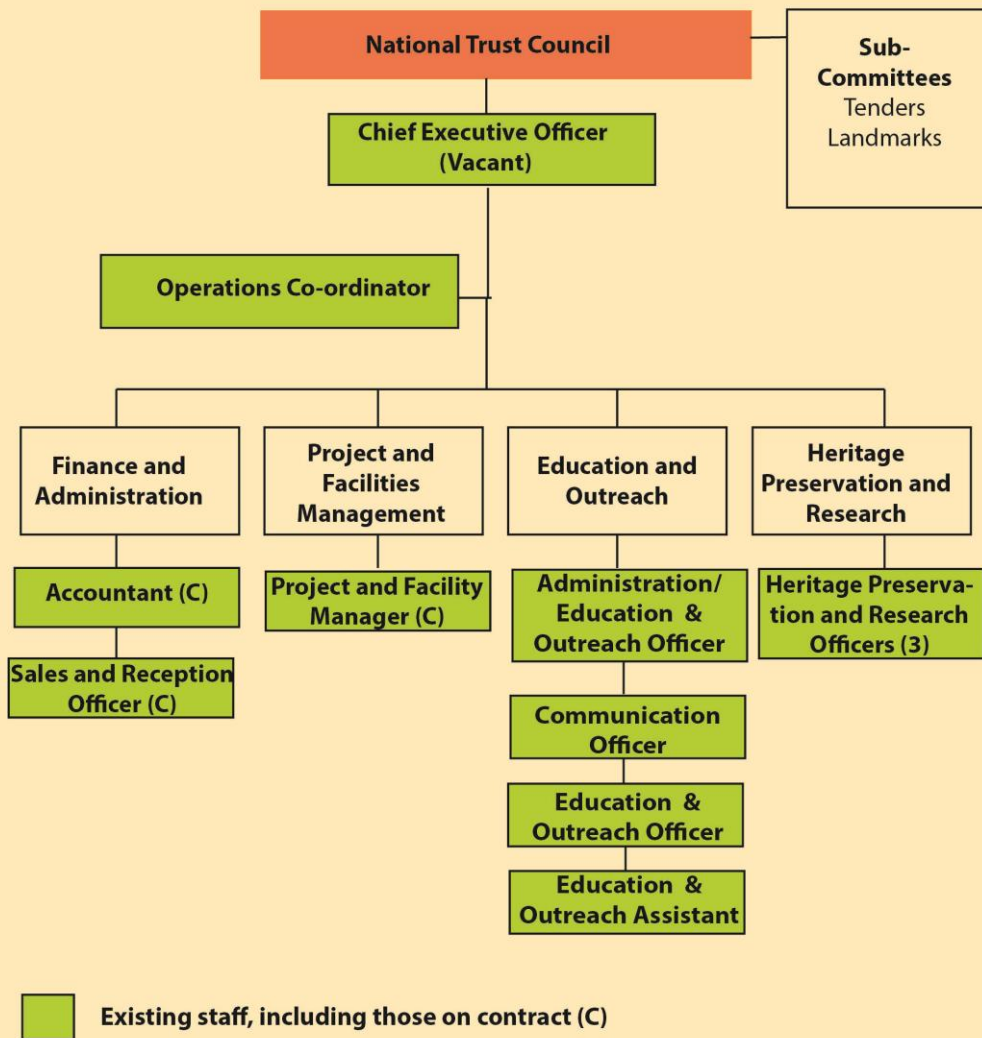 National Trust Council
Sub-
Committees
Tenders
Landmarks
Chief Executive Officer
(Vacant)
Operations Co-ordinator
Finance and
Administration
Project and
Facilities
Management
Education and
Outreach
Heritage
Preservation and
Research
Accountant (C)
Sales and Reception
Officer (C)
Project and Facility
Manager (C)
Administration/
Education &
Outreach Officer
Communication
Officer
Education &
Outreach Officer
Education &
Outreach Assistant
Heritage Preserva-
tion and Research
Officers (3)
Existing staff, including those on contract (C)